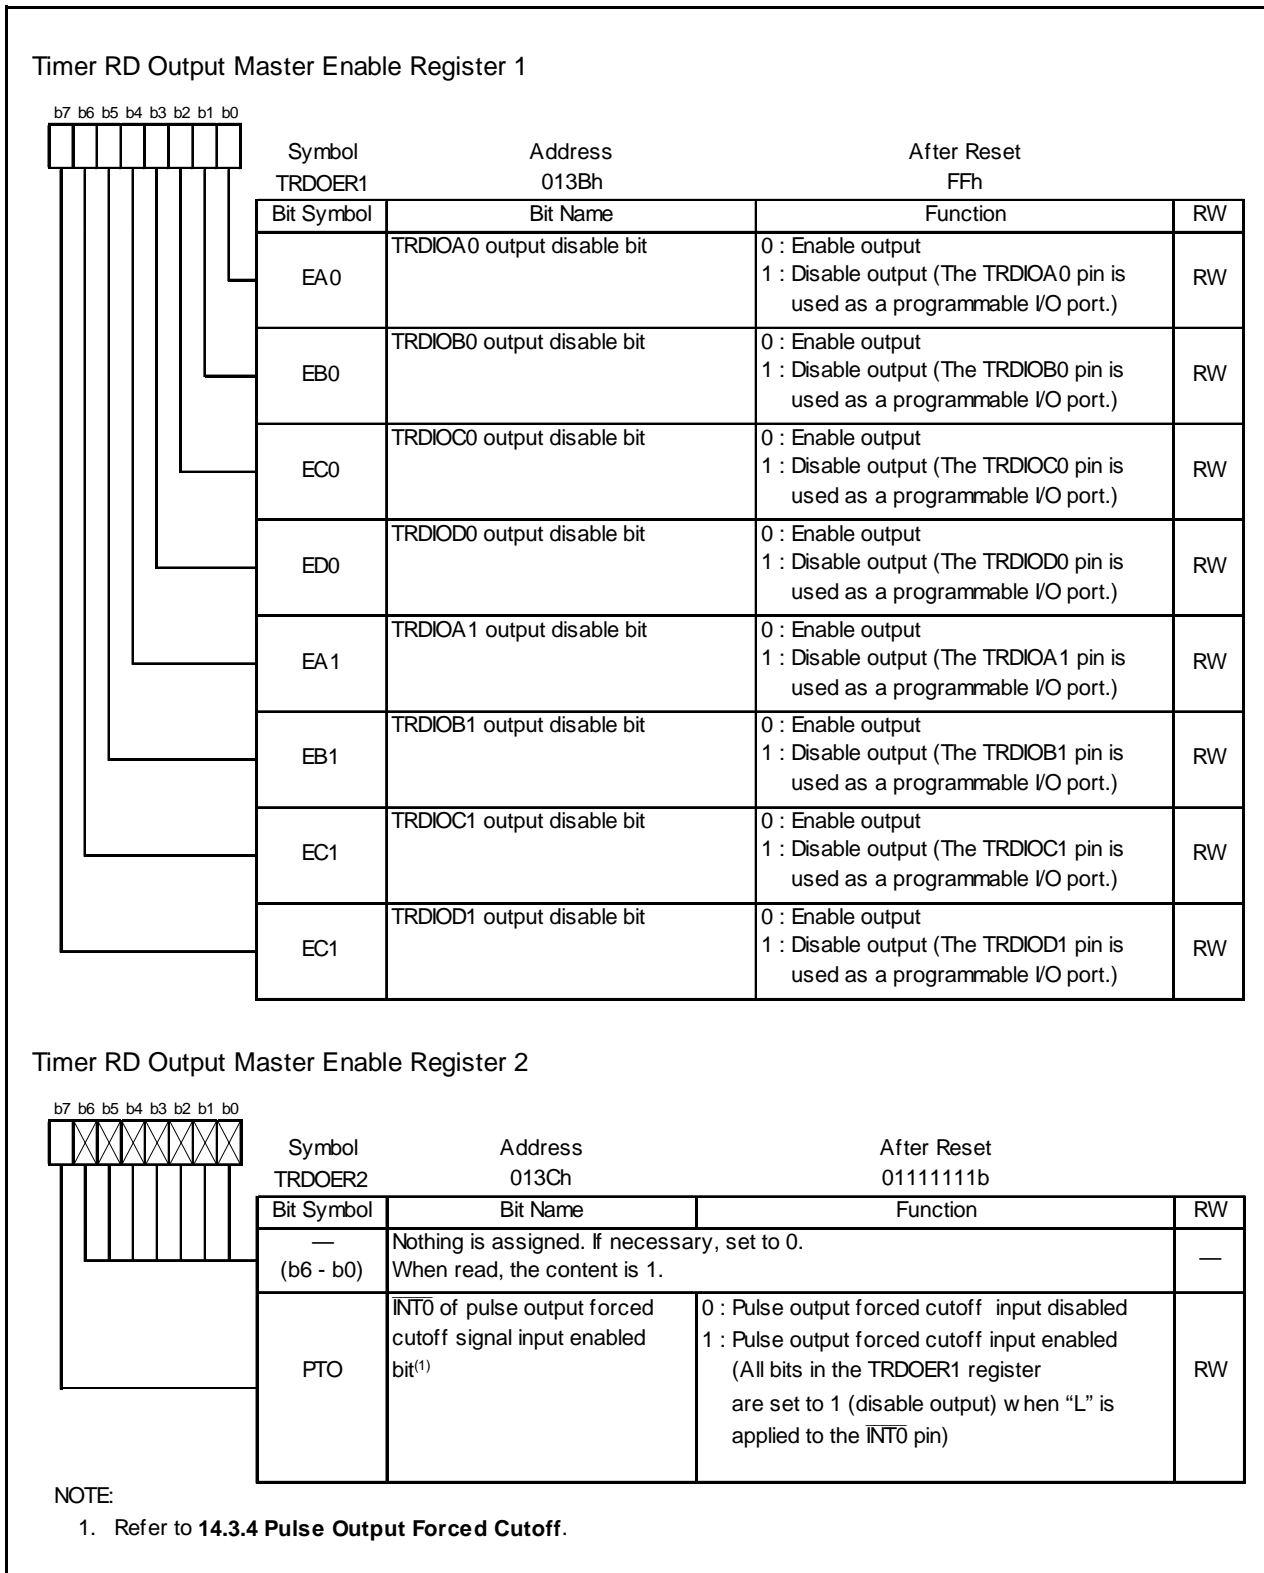 Timer RD Output Master Enable Register 1
b7 b6 b5 b4 b3 b2 b1 b0
Symbol Address After Reset
TRDOER1 013Bh FFh
Bit Symbol Bit Name Function RW
EA0 TRDIOA0 output disable bit 0 : Enable output
1 : Disable output (The TRDIOA0 pin is
used as a programmable I/O port.) RW
EB0 TRDIOB0 output disable bit 0 : Enable output
1 : Disable output (The TRDIOB0 pin is
used as a programmable I/O port.) RW
EC0 TRDIOC0 output disable bit 0 : Enable output
1 : Disable output (The TRDIOC0 pin is
used as a programmable I/O port.) RW
ED0 TRDIOD0 output disable bit 0 : Enable output
1 : Disable output (The TRDIOD0 pin is
used as a programmable I/O port.) RW
EA1 TRDIOA1 output disable bit 0 : Enable output
1 : Disable output (The TRDIOA1 pin is
used as a programmable I/O port.) RW
EB1 TRDIOB1 output disable bit 0 : Enable output
1 : Disable output (The TRDIOB1 pin is
used as a programmable I/O port.) RW
EC1 TRDIOC1 output disable bit 0 : Enable output
1 : Disable output (The TRDIOC1 pin is
used as a programmable I/O port.) RW
EC1 TRDIOD1 output disable bit 0 : Enable output
1 : Disable output (The TRDIOD1 pin is
used as a programmable I/O port.) RW
Timer RD Output Master Enable Register 2
b7 b6 b5 b4 b3 b2 b1 b0
Symbol Address After Reset
TRDOER2 013Ch 01111111b
Bit Symbol Bit Name Function RW
— Nothing is assigned. If necessary, set to 0. —
(b6 - b0) When read, the content is 1.
PTO
INT0 of pulse output forced
cutoff signal input enabled
bit(1)
0 : Pulse output forced cutoff input disabled
1 : Pulse output forced cutoff input enabled
(All bits in the TRDOER1 register
are set to 1 (disable output) when “L” is
applied to the INT0 pin)
RW
NOTE:
1. Refer to 14.3.4 Pulse Output Forced Cutoff.